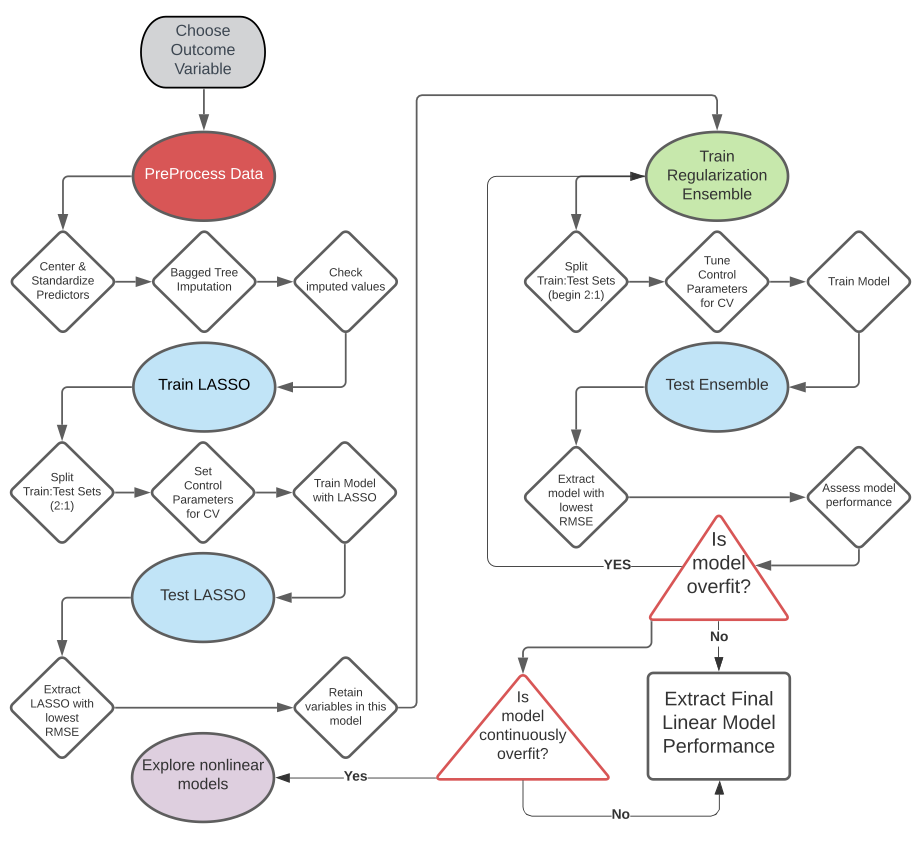 Choose
Outcome
Variable
PreProcess Data
Center &
Standardize
Predictors
Bagged Tree
Imputation
Check
imputed values
Train LASSO
Split
Train:Test Sets
(2:1)
Set
Control
Parameters
for CV
Train Model
with LASSO
Test LASSO
Extract
LASSO with
lowest
RMSE
Retain
variables in this
model
Train
Regularization
Ensemble
Split
Train:Test Sets
(begin 2:1)
Tune
Control
Parameters
for CV
Train Model
Test Ensemble
Extract
model with
lowest
RMSE
Assess model
performance
Is
model
overfit?
YES
No
Is
model
continuously
overfit?
Extract Final
Linear Model
Performance
Yes
No
Explore nonlinear
models